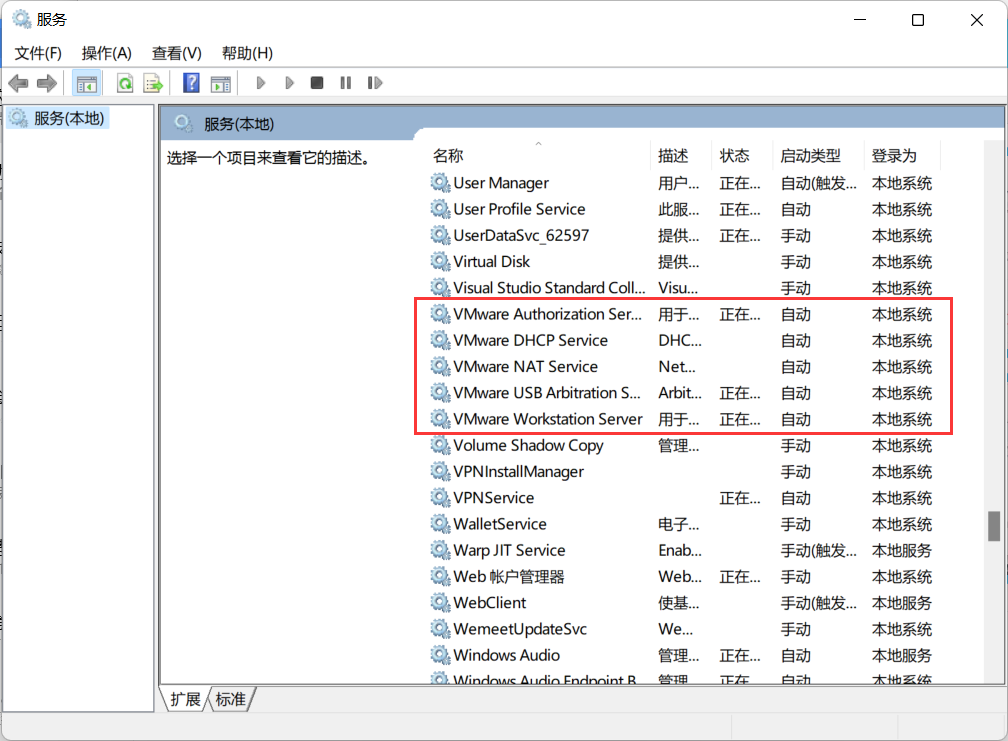 服务
文件(F) 操作(A) 查看(V) 帮助(H)
服务(本地)
服务(本地)
选择一个项目来查看它的描述。
名称 描述 状态 启动类型 登录为
User Manager 用户... 正在... 自动(触发... 本地系统
User Profile Service 此服... 正在... 自动 本地系统
UserDataSvc_62597 提供... 正在... 手动 本地系统
Virtual Disk 提供... 手动 本地系统
Visual Studio Standard Coll... Visu... 手动 本地系统
VMware Authorization Ser... 用于... 正在... 自动 本地系统
VMware DHCP Service DHC... 自动 本地系统
VMware NAT Service Net... 自动 本地系统
VMware USB Arbitration S... Arbit... 正在... 自动 本地系统
VMware Workstation Server 用于... 正在... 自动 本地系统
Volume Shadow Copy 管理... 手动 本地系统
VPNInstallManager 手动 本地系统
VPNService 正在... 自动 本地系统
WalletService 电子... 手动 本地系统
Warp JIT Service Enab... 手动(触发... 本地服务
Web 帐户管理器 Web... 正在... 手动 本地系统
WebClient 使基... 手动(触发... 本地服务
WemeetUpdateSvc We... 手动 本地系统
Windows Audio 管理... 正在... 自动 本地服务
Windows Audio Endpoint B 管理... 正在... 自动 本地系统
扩展 标准